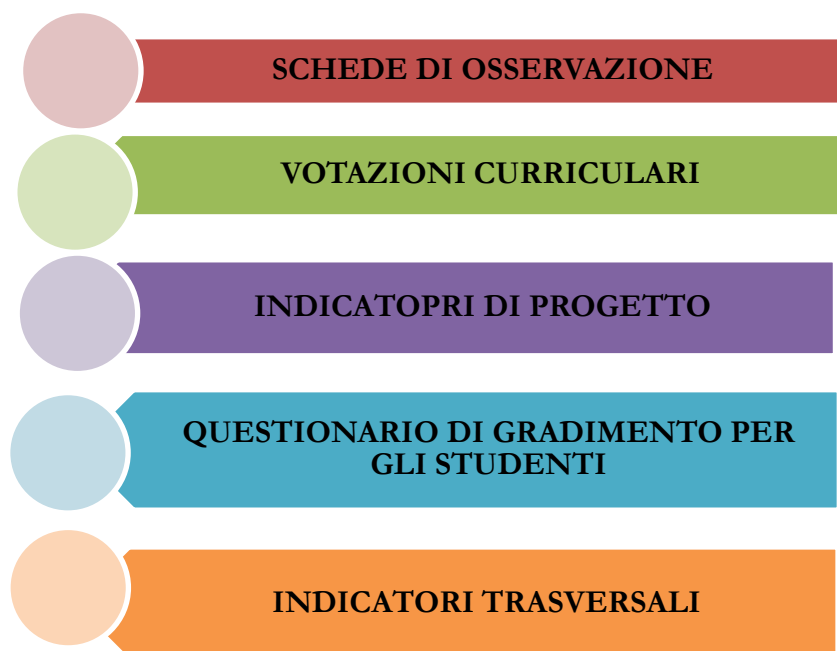 SCHEDE DI OSSERVAZIONE
VOTAZIONI CURRICULARI
INDICATOPRI DI PROGETTO
QUESTIONARIO DI GRADIMENTO PER
GLI STUDENTI
INDICATORI TRASVERSALI